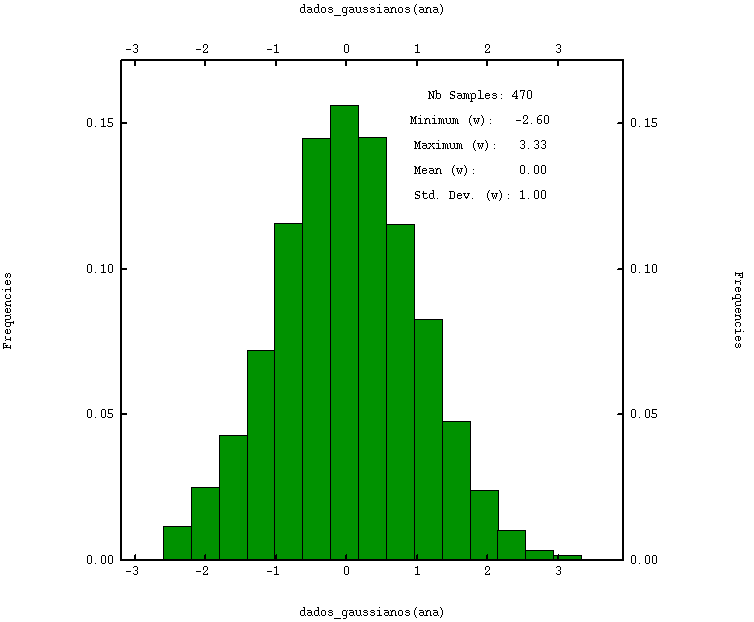 dados_gaussianos(ana)
-3 -2 -1 0 1 2 3
Nb Samples: 470
Minimum (w): -2.60
Maximum (w): 3.33
Mean (w): 0.00
Std. Dev. (w): 1.00
0.15 0.15
0.10 0.10
Frequencies Frequencies
0.05 0.05
0.00 0.00
-3 -2 -1 0 1 2 3
dados_gaussianos(ana)